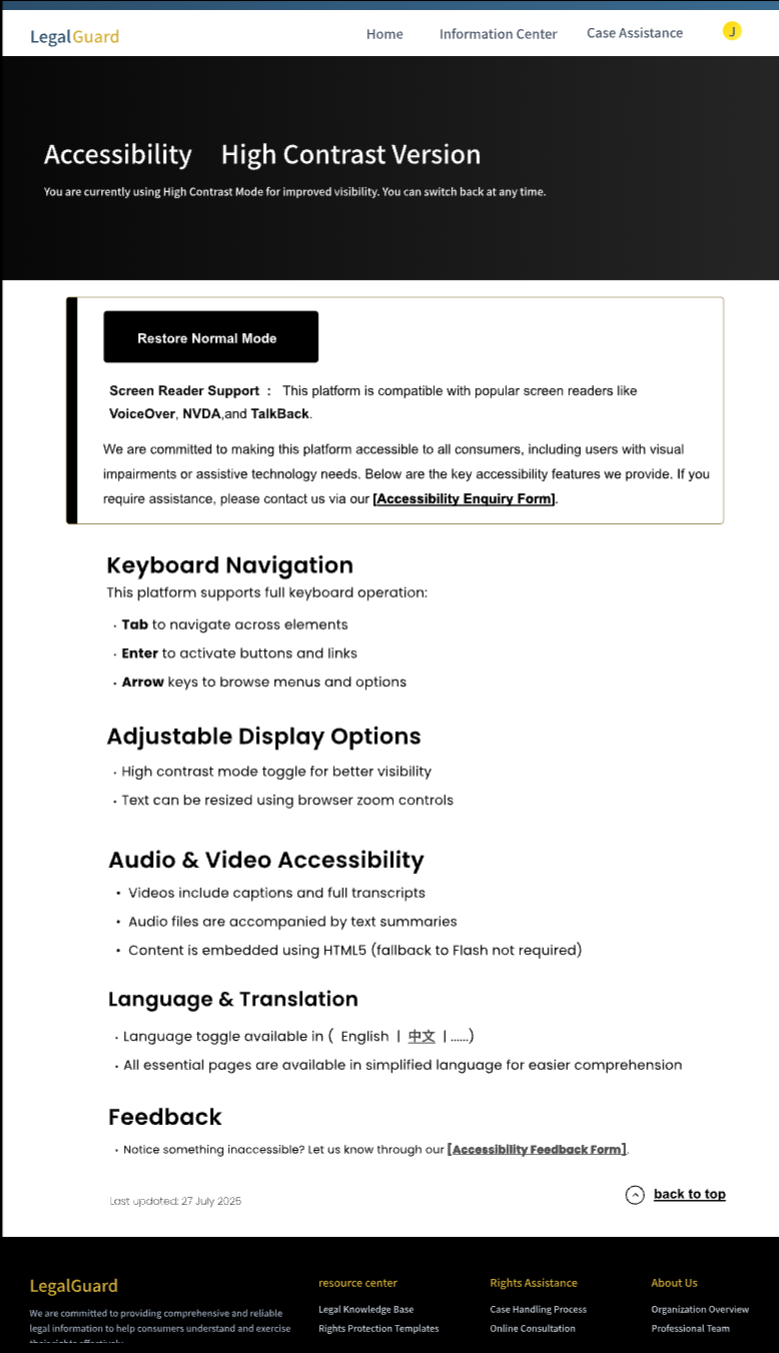 LegalGuard
Home
Information Center
Case Assistance
J
Accessibility High Contrast Version
You are currently using High Contrast Mode for improved visibility. You can switch back at any time.
Restore Normal Mode
Screen Reader Support : This platform is compatible with popular screen readers like
VoiceOver, NVDA,and TalkBack.
We are committed to making this platform accessible to all consumers, including users with visual
impairments or assistive technology needs. Below are the key accessibility features we provide. If you
require assistance, please contact us via our [Accessibility Enquiry Form].
Keyboard Navigation
This platform supports full keyboard operation:
· Tab to navigate across elements
· Enter to activate buttons and links
· Arrow keys to browse menus and options
Adjustable Display Options
· High contrast mode toggle for better visibility
· Text can be resized using browser zoom controls
Audio & Video Accessibility
• Videos include captions and full transcripts
• Audio files are accompanied by text summaries
• Content is embedded using HTML5 (fallback to Flash not required)
Language & Translation
· Language toggle available in ( English | 中文 | ......)
· All essential pages are available in simplified language for easier comprehension
Feedback
· Notice something inaccessible? Let us know through our [Accessibility Feedback Form].
Last updated: 27 July 2025
back to top
LegalGuard
We are committed to providing comprehensive and reliable
legal information to help consumers understand and exercise
their rights effectively.
resource center
Legal Knowledge Base
Rights Protection Templates
Rights Assistance
Case Handling Process
Online Consultation
About Us
Organization Overview
Professional Team